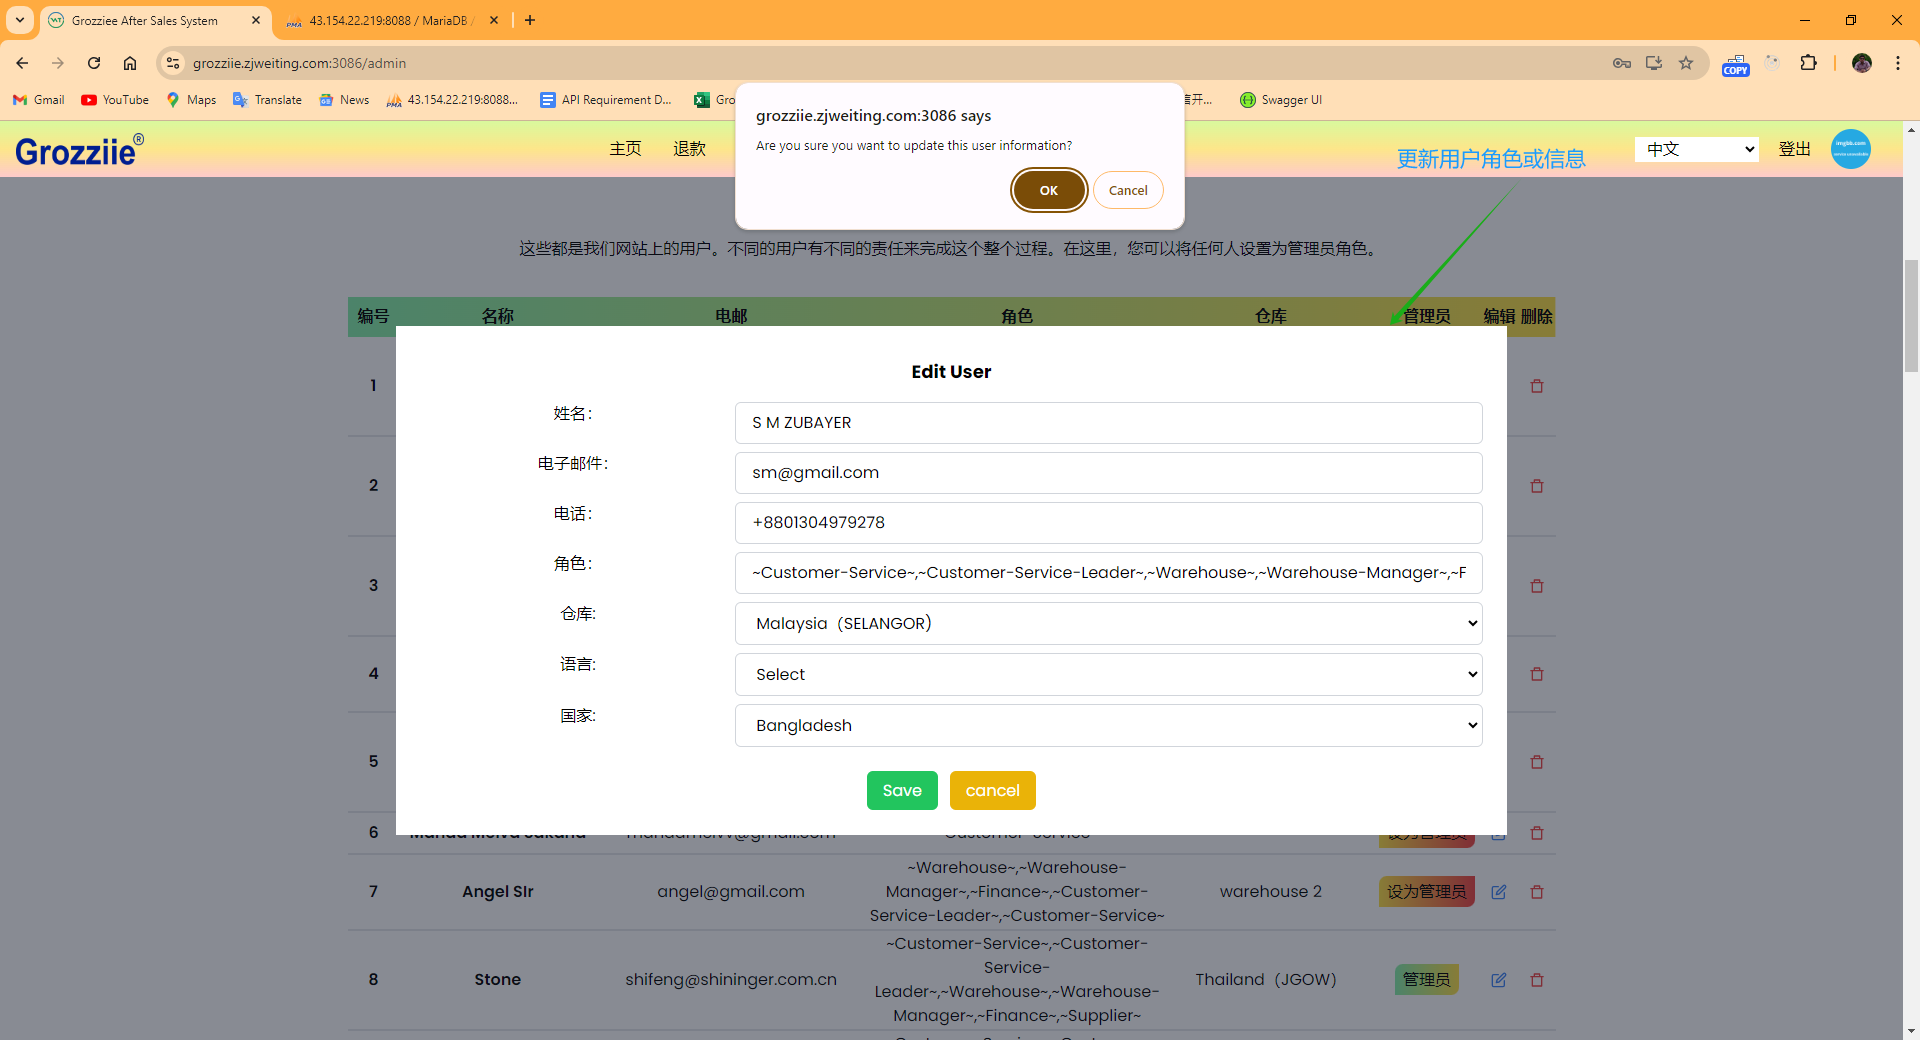 Grozziee After Sales System
43.154.22.219:8088 / MariaDB
grozziie.zjweiting.com:3086/admin
COPY
Gmail
YouTube
Maps
Translate
News
43.154.22.219:8088...
API Requirement D...
Gro
信开...
Swagger UI
grozziie.zjweiting.com:3086 says
Are you sure you want to update this user information?
OK
Cancel
Grozziie®
主页
退款
更新用户角色或信息
中文
登出
这些都是我们网站上的用户。不同的用户有不同的责任来完成这个整个过程。在这里，您可以将任何人设置为管理员角色。
编号 名称 电邮 角色 仓库 管理员 编辑 删除
1
2
3
4
5
Edit User
姓名：
S M ZUBAYER
电子邮件：
sm@gmail.com
电话：
+8801304979278
角色：
~Customer-Service~,~Customer-Service-Leader~,~Warehouse~,~Warehouse-Manager~,~F
仓库:
Malaysia（SELANGOR）
语言:
Select
国家:
Bangladesh
Save
cancel
6
7 Angel SIr angel@gmail.com
~Warehouse~,~Warehouse-
Manager~,~Finance~,~Customer-
Service-Leader~,~Customer-Service~
warehouse 2
设为管理员
8 Stone shifeng@shininger.com.cn
~Customer-Service~,~Customer-
Service-
Leader~,~Warehouse~,~Warehouse-
Manager~,~Finance~,~Supplier~
Thailand（JGOW）
管理员